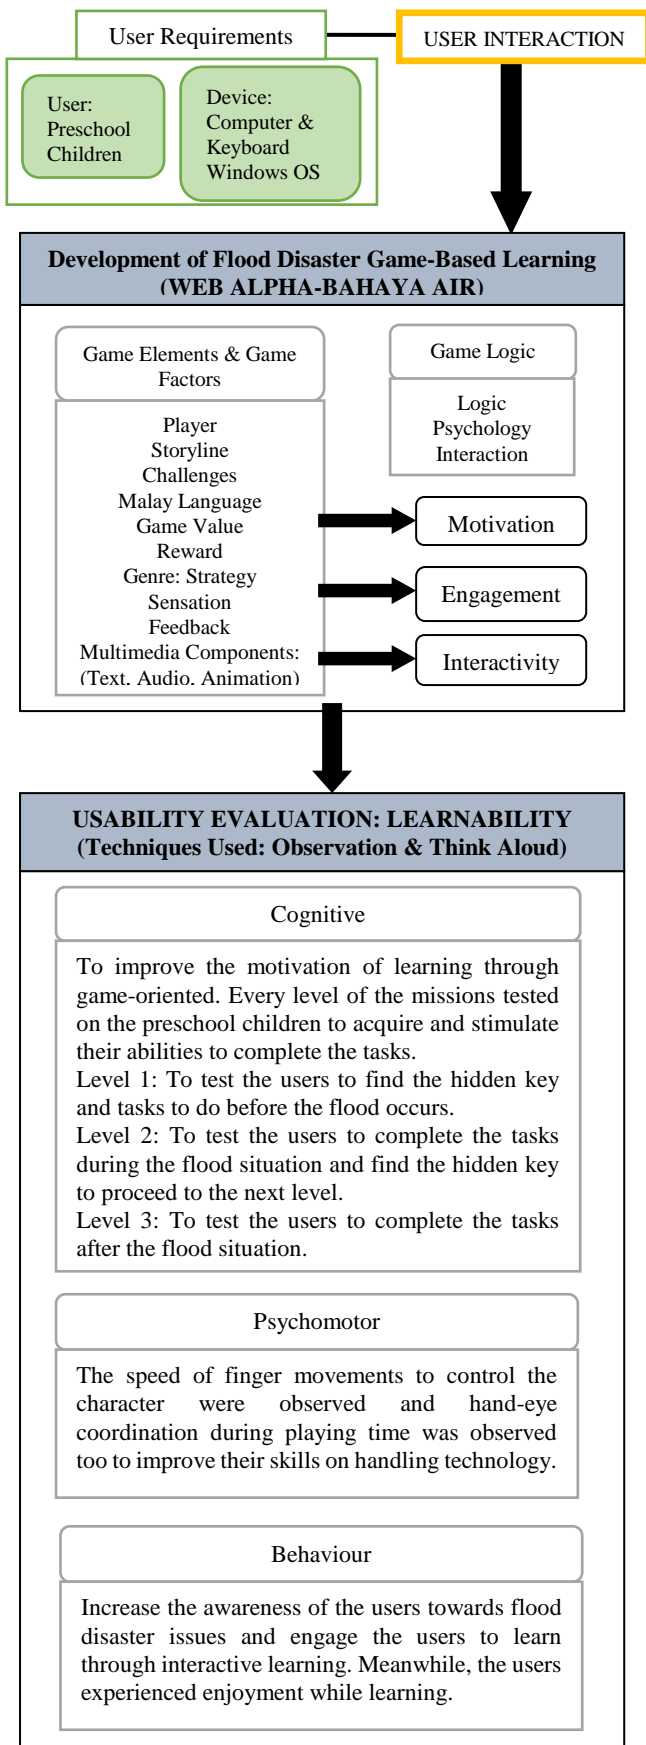 User Requirements
USER INTERACTION
User:
Preschool
Children
Device:
Computer &
Keyboard
Windows OS
Development of Flood Disaster Game-Based Learning
(WEB ALPHA-BAHAYA AIR)
Game Elements & Game
Factors
Player
Storyline
Challenges
Malay Language
Game Value
Reward
Genre: Strategy
Sensation
Feedback
Multimedia Components:
(Text, Audio, Animation)
Game Logic
Logic
Psychology
Interaction
Motivation
Engagement
Interactivity
USABILITY EVALUATION: LEARNABILITY
(Techniques Used: Observation & Think Aloud)
Cognitive
To improve the motivation of learning through
game-oriented. Every level of the missions tested
on the preschool children to acquire and stimulate
their abilities to complete the tasks.
Level 1: To test the users to find the hidden key
and tasks to do before the flood occurs.
Level 2: To test the users to complete the tasks
during the flood situation and find the hidden key
to proceed to the next level.
Level 3: To test the users to complete the tasks
after the flood situation.
Psychomotor
The speed of finger movements to control the
character were observed and hand-eye
coordination during playing time was observed
too to improve their skills on handling technology.
Behaviour
Increase the awareness of the users towards flood
disaster issues and engage the users to learn
through interactive learning. Meanwhile, the users
experienced enjoyment while learning.